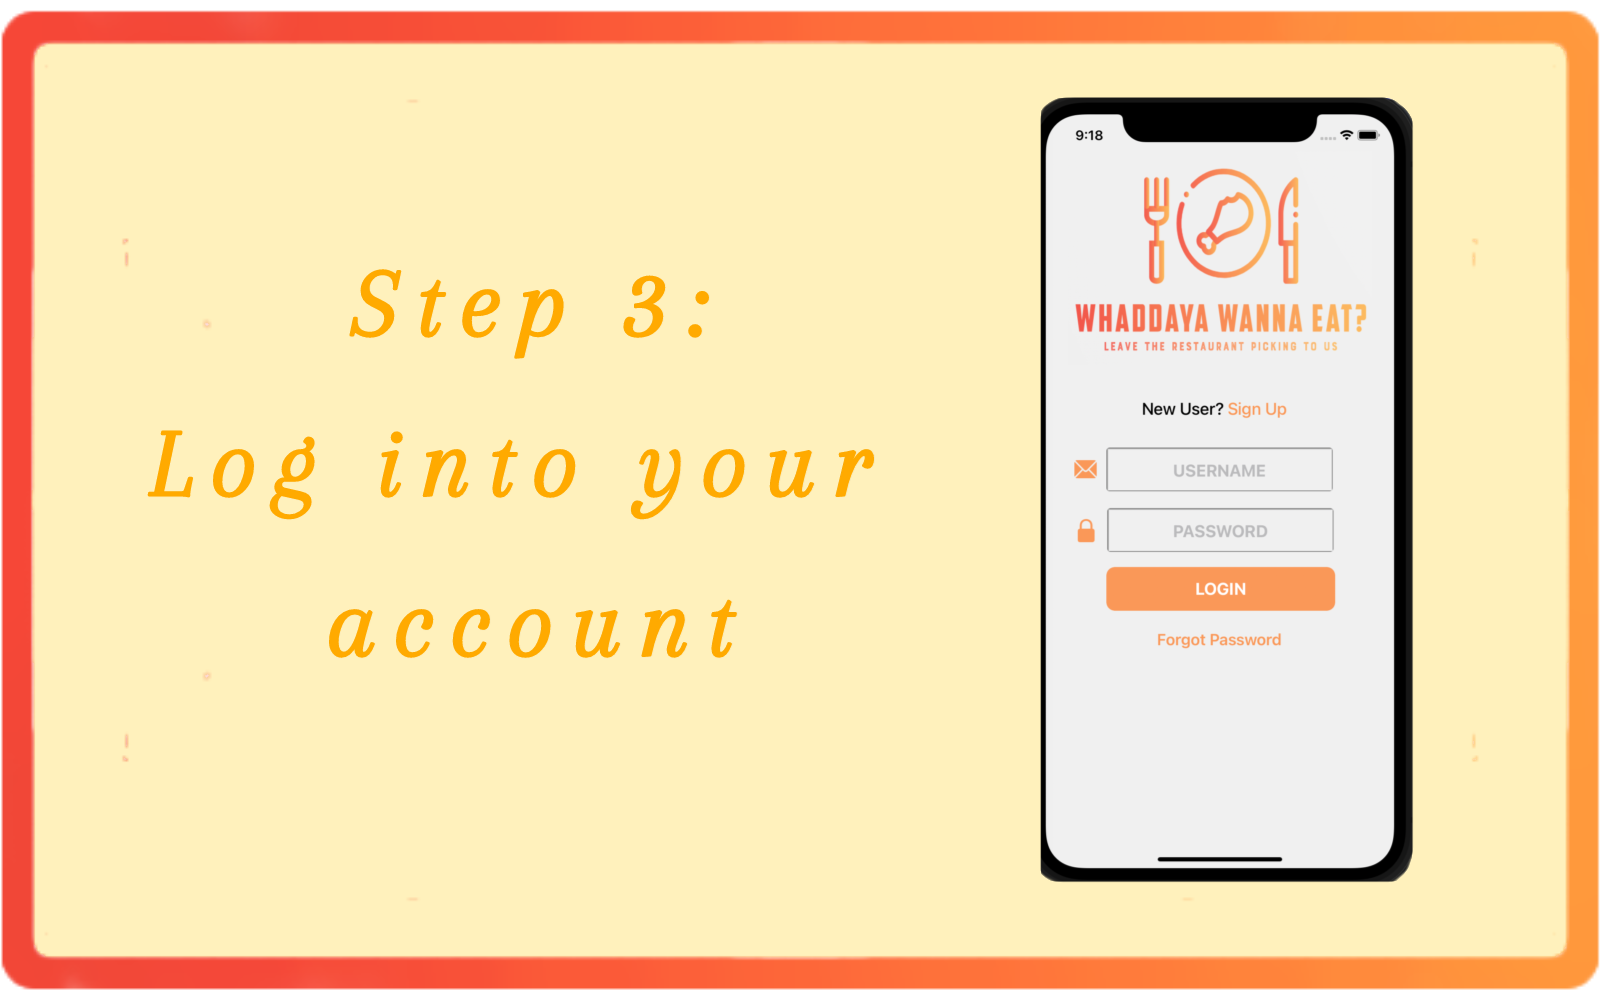 Step 3:
Log into your
account
9:18
WHADDAYA WANNA EAT?
LEAVE THE RESTAURANT PICKING TO US
New User? Sign Up
USERNAME
PASSWORD
LOGIN
Forgot Password